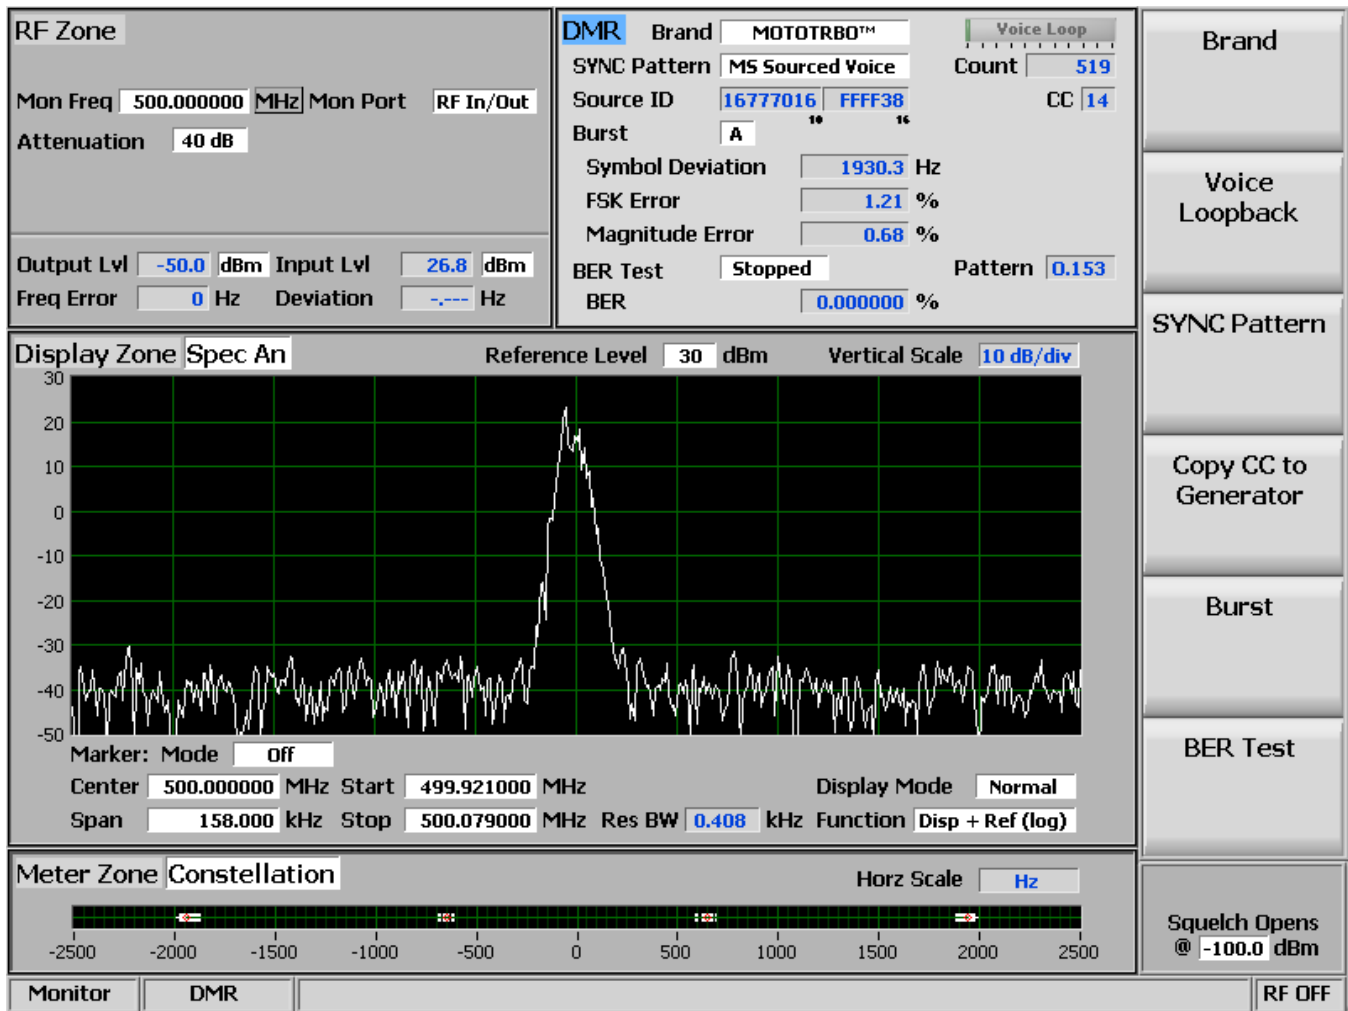 RF Zone
Mon Freq 500.000000 MHz Mon Port RF In/Out
Attenuation 40 dB
Output Lvl -50.0 dBm Input Lvl 26.8 dBm
Freq Error 0 Hz Deviation -.--- Hz
DMR Brand MOTOTRBO™ Voice Loop
SYNC Pattern MS Sourced Voice Count 519
Source ID 16777016 FFFF38 CC 14
10 16
Burst A
Symbol Deviation 1930.3 Hz
FSK Error 1.21 %
Magnitude Error 0.68 %
BER Test Stopped Pattern 0.153
BER 0.000000 %
Display Zone Spec An Reference Level 30 dBm Vertical Scale 10 dB/div
30
20
10
0
-10
-20
-30
-40
-50
Marker: Mode Off
Center 500.000000 MHz Start 499.921000 MHz Display Mode Normal
Span 158.000 kHz Stop 500.079000 MHz Res BW 0.408 kHz Function Disp + Ref (log)
Meter Zone Constellation Horz Scale Hz
-2500 -2000 -1500 -1000 -500 0 500 1000 1500 2000 2500
Monitor DMR RF OFF
Brand
Voice
Loopback
SYNC Pattern
Copy CC to
Generator
Burst
BER Test
Squelch Opens
@ -100.0 dBm